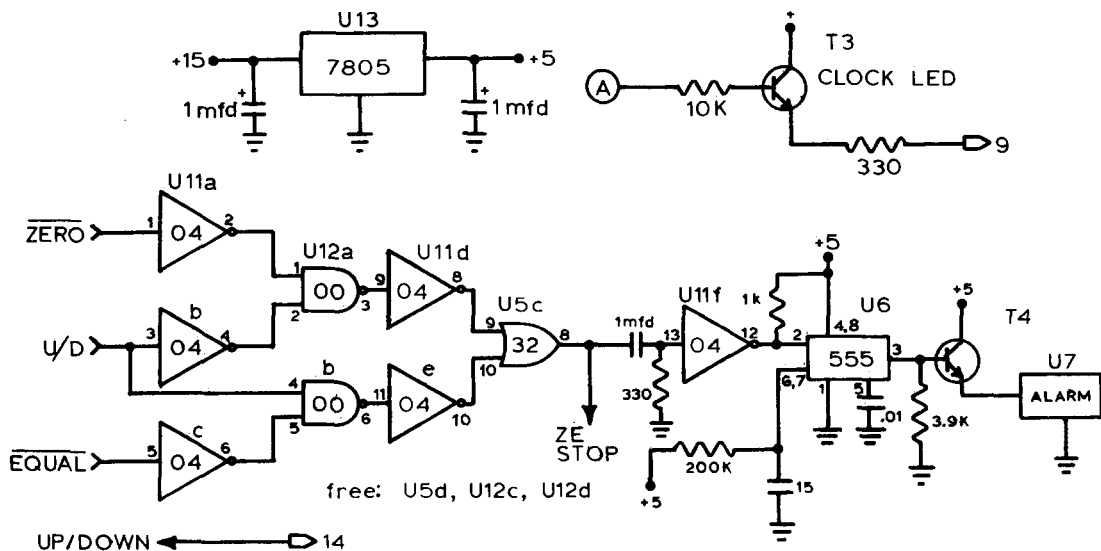 U13
+15
7805
+5
+
1mfd
+
1mfd
+
T3
CLOCK LED
A
10K
330
9
U11a
ZERO
1
04
2
U12a
1
00
2
3
U11d
9
04
8
U/D
3
b
04
4
b
4
00
5
6
e
11
04
10
EQUAL
5
c
04
6
U5c
9
32
10
8
ZE
STOP
1mfd
330
U11f
13
04
12
1k
+5
U6
2
4,8
555
3
6,7
1
5
.01
200K
+5
15
3.9K
+5
T4
U7
ALARM
free: U5d, U12c, U12d
UP/DOWN
14